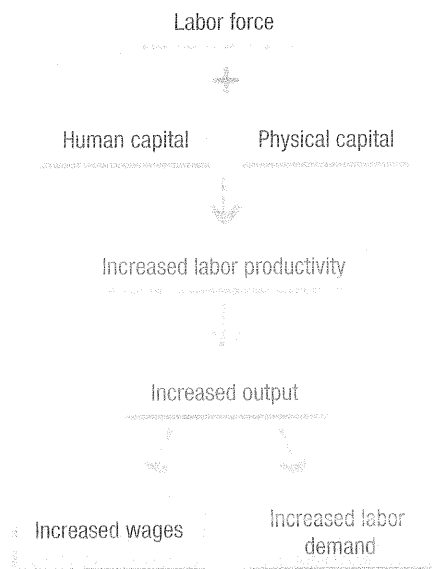 Labor force
+
Human capital Physical capital
Increased labor productivity
Increased output
Increased wages
Increased labor
demand